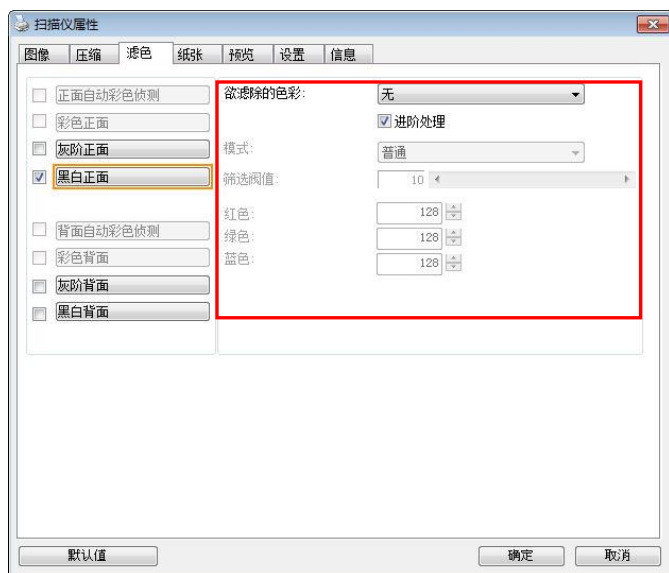 扫描仪属性
图像 压缩 滤色 纸张 预览 设置 信息
正面自动彩色侦测
彩色正面
灰阶正面
黑白正面
背面自动彩色侦测
彩色背面
灰阶背面
黑白背面
欲滤除的色彩: 无
进阶处理
模式: 普通
筛选阀值: 10
红色: 128
绿色: 128
蓝色: 128
默认值 确定 取消